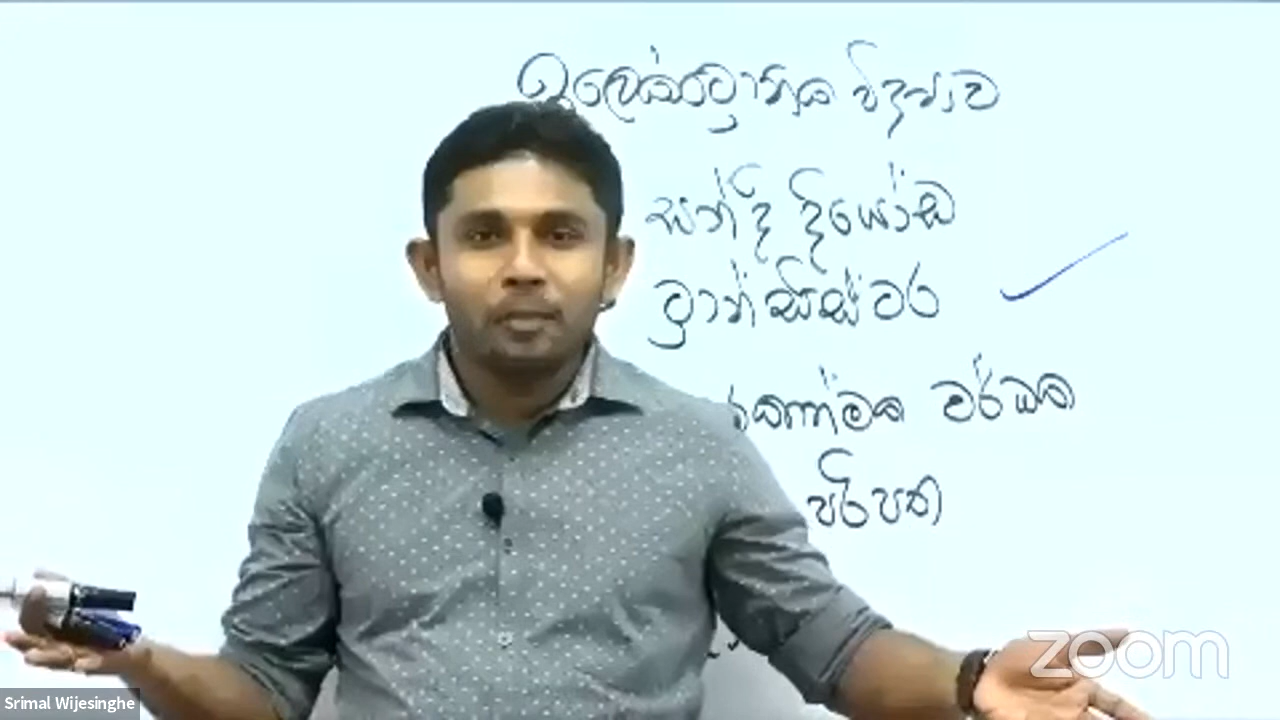 ඉලෙක්ට්‍රොනික විද්‍යාව
සන්ධි දියෝඩ
ට්‍රාන්සිස්ටර
වර්ධක
පරිපථ
zoom
Srimal Wijesinghe